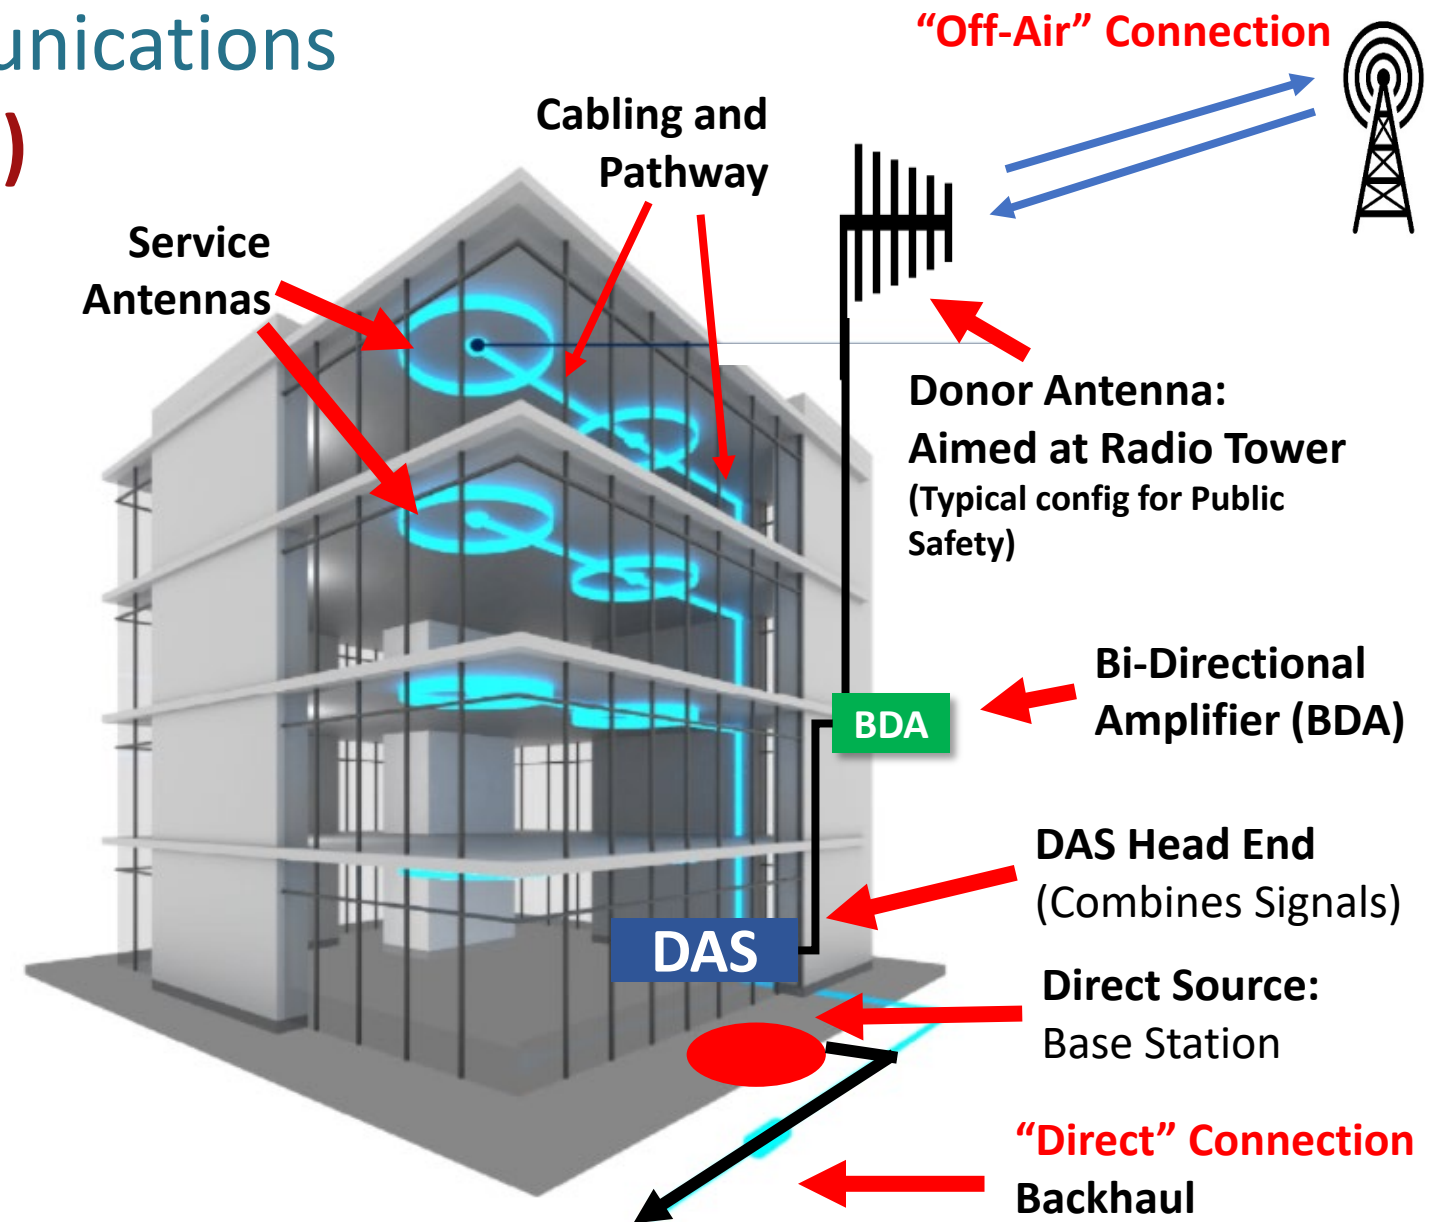 unications
)
“Off-Air” Connection
Cabling and
Pathway
Service
Antennas
Donor Antenna:
Aimed at Radio Tower
(Typical config for Public
Safety)
Bi-Directional
Amplifier (BDA)
BDA
DAS Head End
(Combines Signals)
DAS
Direct Source:
Base Station
“Direct” Connection
Backhaul